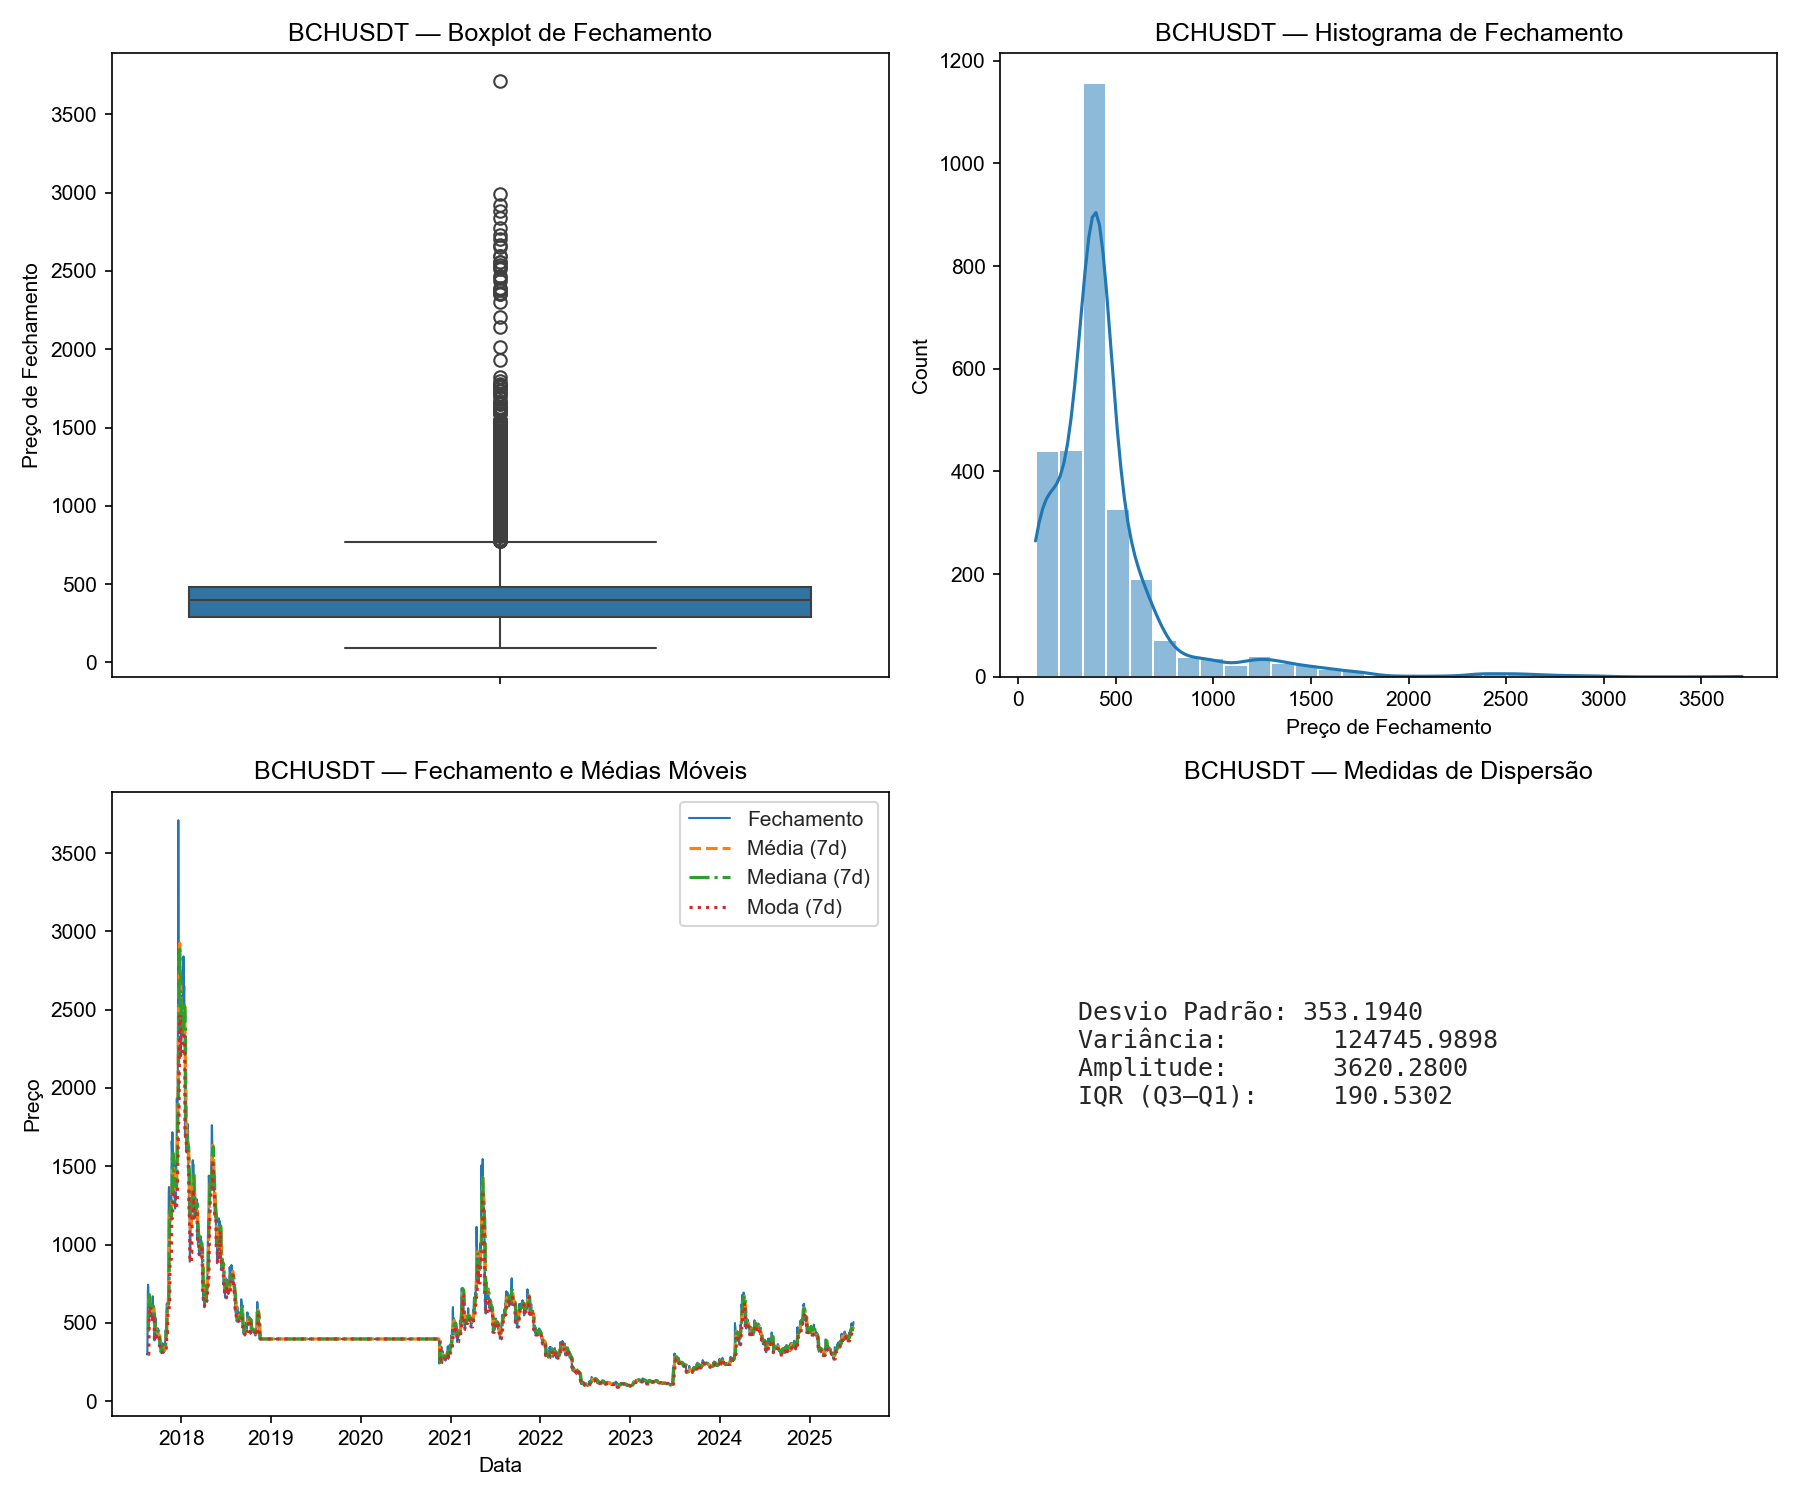 BCHUSDT — Boxplot de Fechamento
3500
3000
2500
2000
1500
1000
500
0
Preço de Fechamento
BCHUSDT — Histograma de Fechamento
1200
1000
800
600
400
200
0
Count
0 500 1000 1500 2000 2500 3000 3500
Preço de Fechamento
BCHUSDT — Fechamento e Médias Móveis
Fechamento
Média (7d)
Mediana (7d)
Moda (7d)
3500
3000
2500
2000
1500
1000
500
0
Preço
2018 2019 2020 2021 2022 2023 2024 2025
Data
BCHUSDT — Medidas de Dispersão
Desvio Padrão: 353.1940
Variância: 124745.9898
Amplitude: 3620.2800
IQR (Q3–Q1): 190.5302